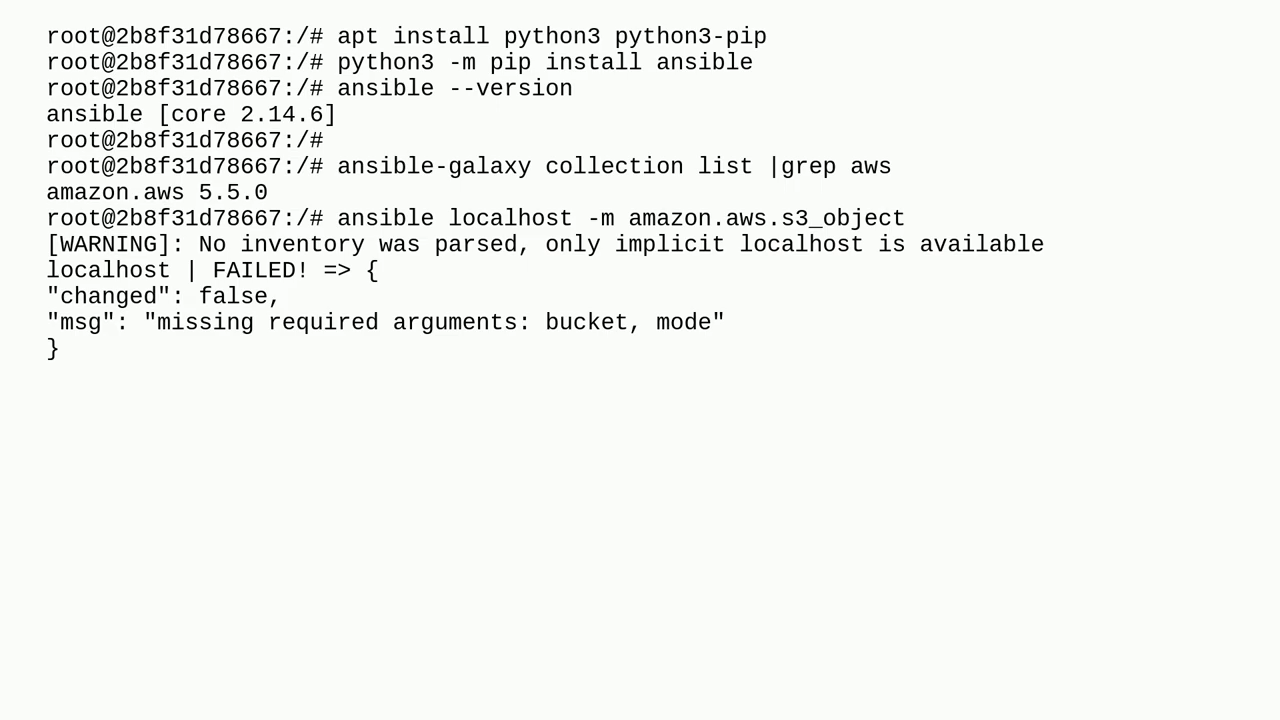 root@2b8f31d78667:/# apt install python3 python3-pip
root@2b8f31d78667:/# python3 -m pip install ansible
root@2b8f31d78667:/# ansible --version
ansible [core 2.14.6]
root@2b8f31d78667:/#
root@2b8f31d78667:/# ansible-galaxy collection list |grep aws
amazon.aws 5.5.0
root@2b8f31d78667:/# ansible localhost -m amazon.aws.s3_object
[WARNING]: No inventory was parsed, only implicit localhost is available
localhost | FAILED! => {
"changed": false,
"msg": "missing required arguments: bucket, mode"
}